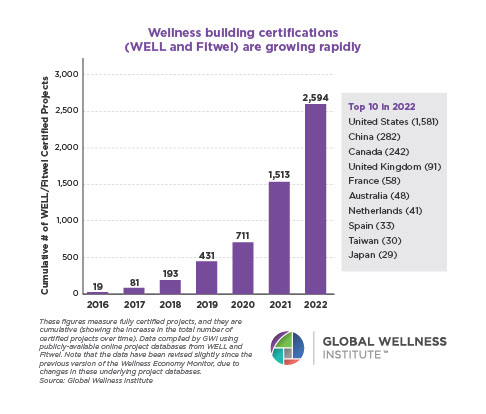 Wellness building certifications
(WELL and Fitwel) are growing rapidly
Cumulative # of WELL/Fitwel Certified Projects
3,000
2,500
2,000
1,500
1,000
500
0
19
81
193
431
711
1,513
2,594
2016
2017
2018
2019
2020
2021
2022
Top 10 in 2022
United States (1,581)
China (282)
Canada (242)
United Kingdom (91)
France (58)
Australia (48)
Netherlands (41)
Spain (33)
Taiwan (30)
Japan (29)
These figures measure fully certified projects, and they are
cumulative (showing the increase in the total number of
certified projects over time). Data compiled by GWI using
publicly-available online project databases from WELL and
Fitwel. Note that the data have been revised slightly since the
previous version of the Wellness Economy Monitor, due to
changes in these underlying project databases.
Source: Global Wellness Institute
GLOBAL WELLNESS
INSTITUTE™